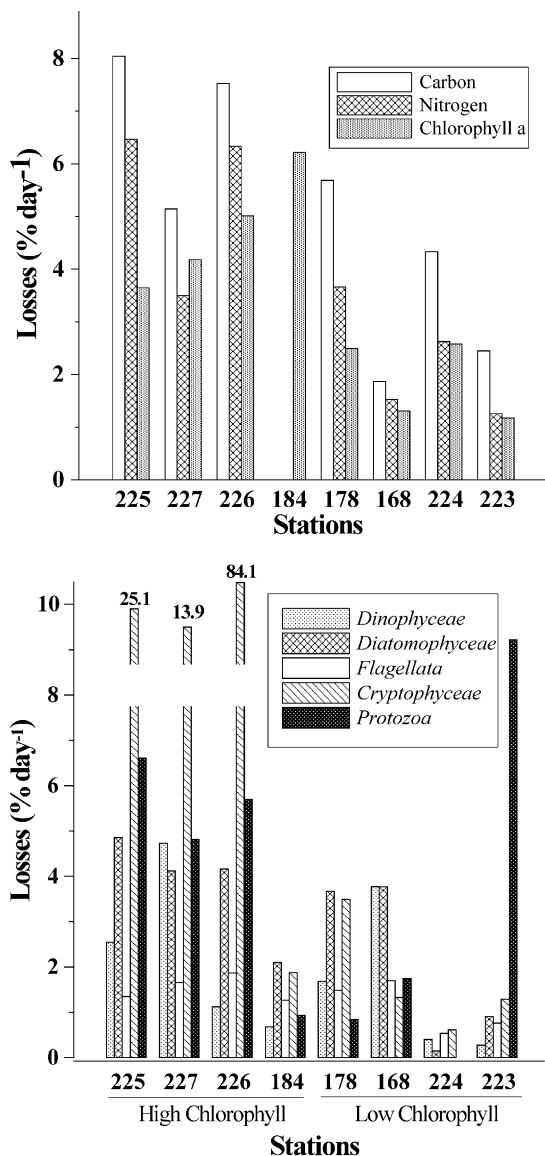 8
6
4
2
0
Losses (% day-1)
Carbon
Nitrogen
Chlorophyll a
225 227 226 184 178 168 224 223
Stations
10
8
6
4
2
0
Losses (% day-1)
25.1 13.9 84.1
Dinophyceae
Diatomophyceae
Flagellata
Cryptophyceae
Protozoa
225 227 226 184 178 168 224 223
High Chlorophyll Low Chlorophyll
Stations